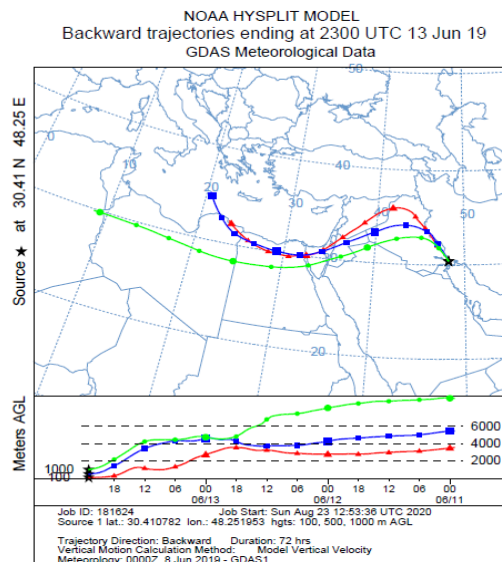 NOAA HYSPLIT MODEL
Backward trajectories ending at 2300 UTC 13 Jun 19
GDAS Meteorological Data
Source ★ at 30.41 N 48.25 E
50
0
10
20
40
40
50
30
30
20
Meters AGL
1000
100
6000
4000
2000
18 12 06 00 18 12 06 00 18 12 06 00
06/13 06/12 06/11
Job ID: 181624 Job Start: Sun Aug 23 12:53:36 UTC 2020
Source 1 lat.: 30.410782 lon.: 48.251953 hgts: 100, 500, 1000 m AGL
Trajectory Direction: Backward Duration: 72 hrs
Vertical Motion Calculation Method: Model Vertical Velocity
Meteorology: 0000Z 8 Jun 2019 - GDAS1